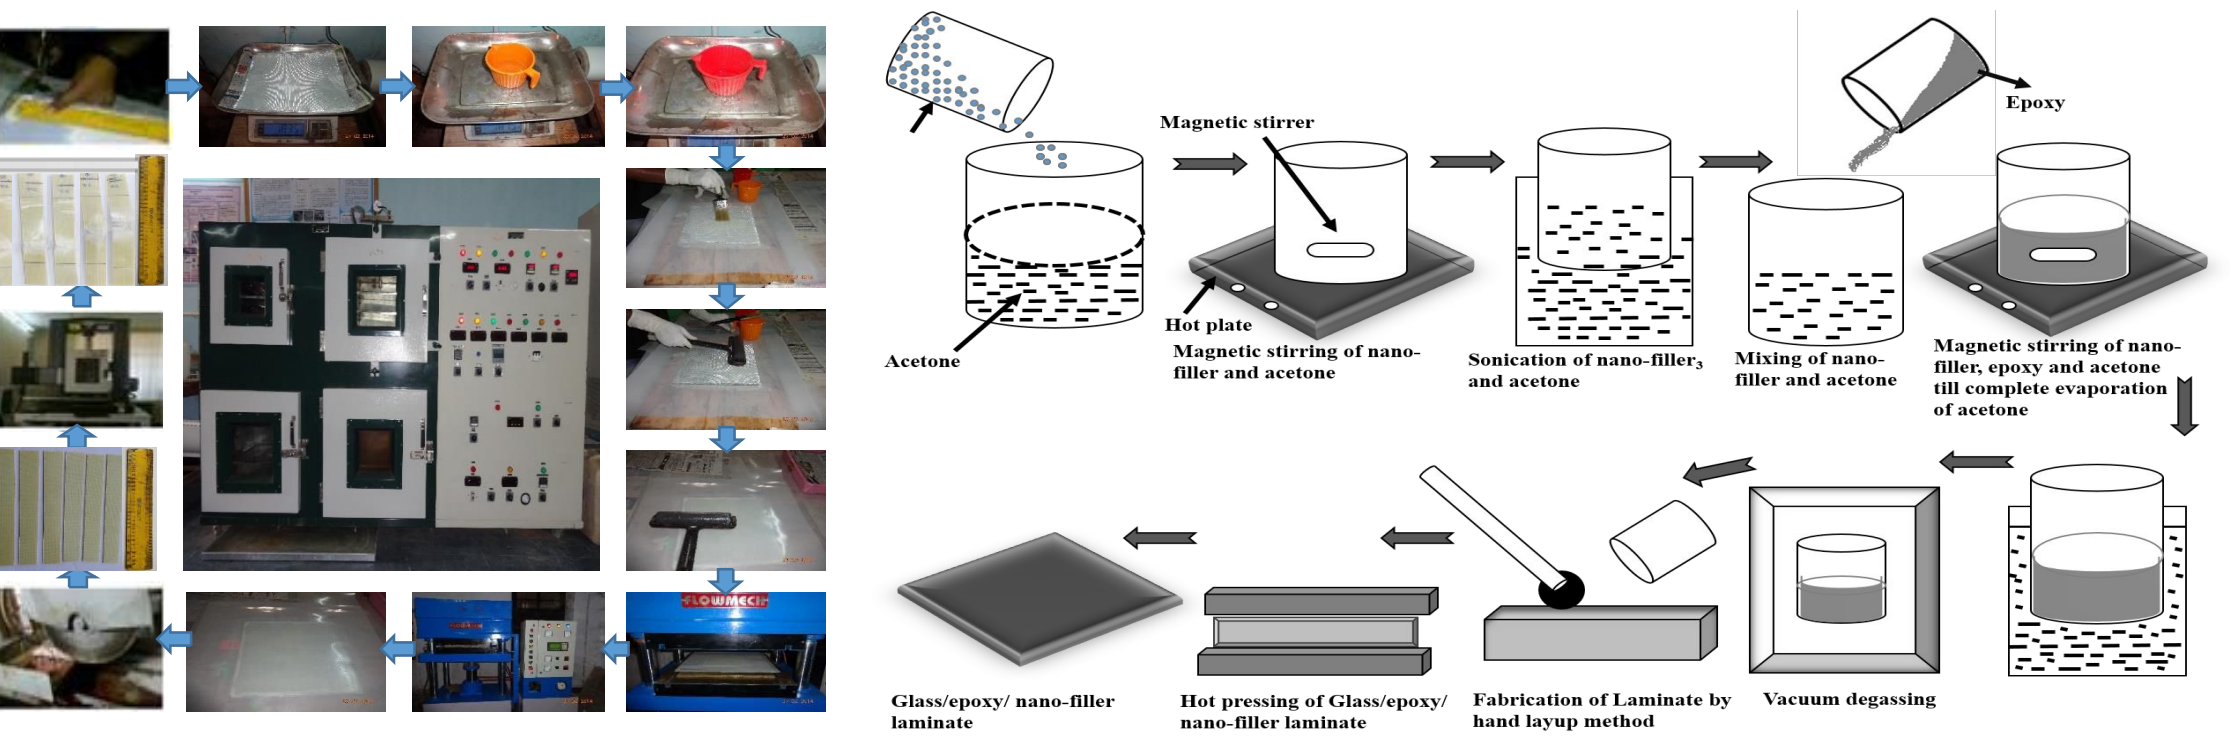 Epoxy
Magnetic stirrer
Hot plate
Acetone
Magnetic stirring of nano-
filler and acetone
Sonication of nano-filler₃
and acetone
Mixing of nano-
filler and acetone
Magnetic stirring of nano-
filler, epoxy and acetone
till complete evaporation
of acetone
FLOWMECH
Glass/epoxy/ nano-filler
laminate
Hot pressing of Glass/epoxy/
nano-filler laminate
Fabrication of Laminate by
hand layup method
Vacuum degassing